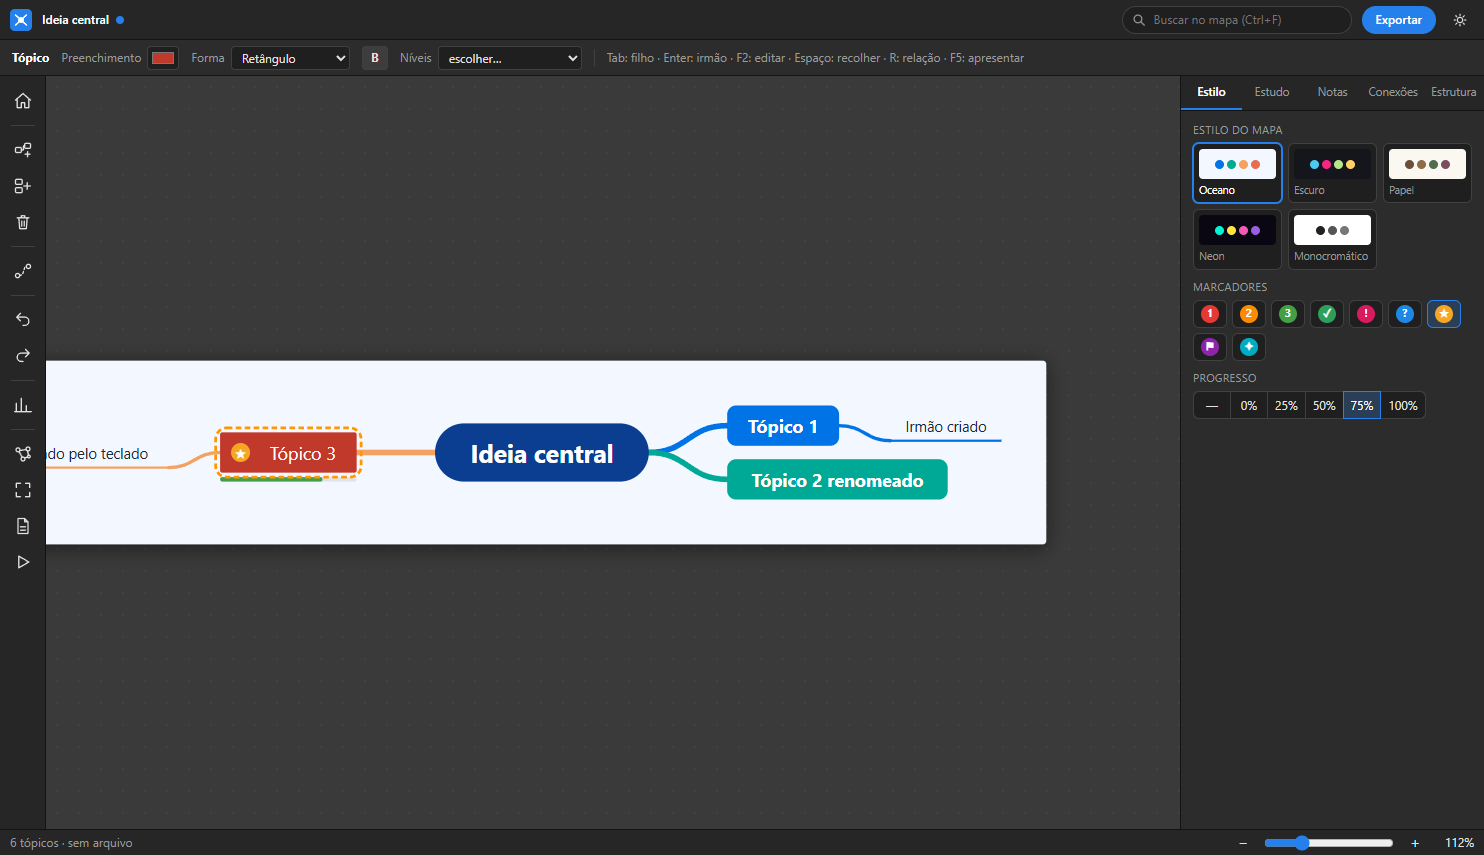 Ideia central
Buscar no mapa (Ctrl+F)
Exportar
Tópico
Preenchimento
Forma
Retângulo
B
Níveis
escolher...
Tab: filho · Enter: irmão · F2: editar · Espaço: recolher · R: relação · F5: apresentar
Estilo
Estudo
Notas
Conexões
Estrutura
ESTILO DO MAPA
Oceano
Escuro
Papel
Neon
Monocromático
MARCADORES
1
2
3
!
?
PROGRESSO
—
0%
25%
50%
75%
100%
do pelo teclado
Tópico 3
Ideia central
Tópico 1
Irmão criado
Tópico 2 renomeado
6 tópicos · sem arquivo
112%